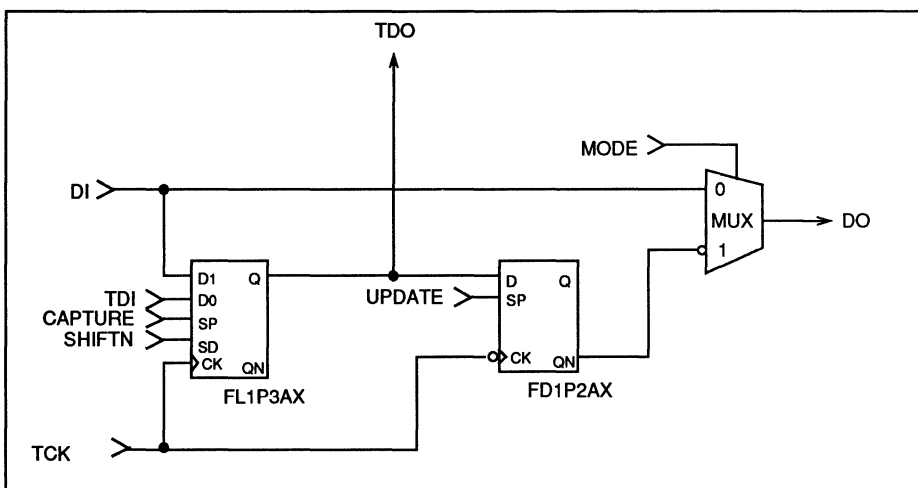 TDO
MODE
DI
0
MUX
DO
1
D1 Q
TDI D0
CAPTURE SP
SHIFTN SD
CK QN
FL1P3AX
UPDATE
D Q
SP
CK QN
FD1P2AX
TCK